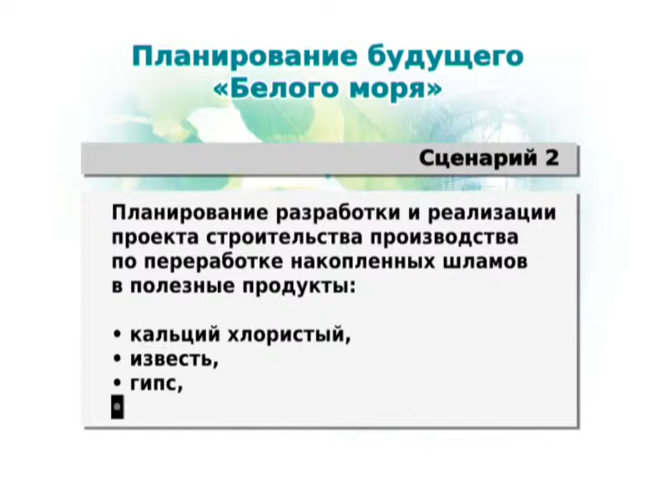 Планирование будущего
«Белого моря»
Сценарий 2
Планирование разработки и реализации
проекта строительства производства
по переработке накопленных шламов
в полезные продукты:
• кальций хлористый,
• известь,
• гипс,
•